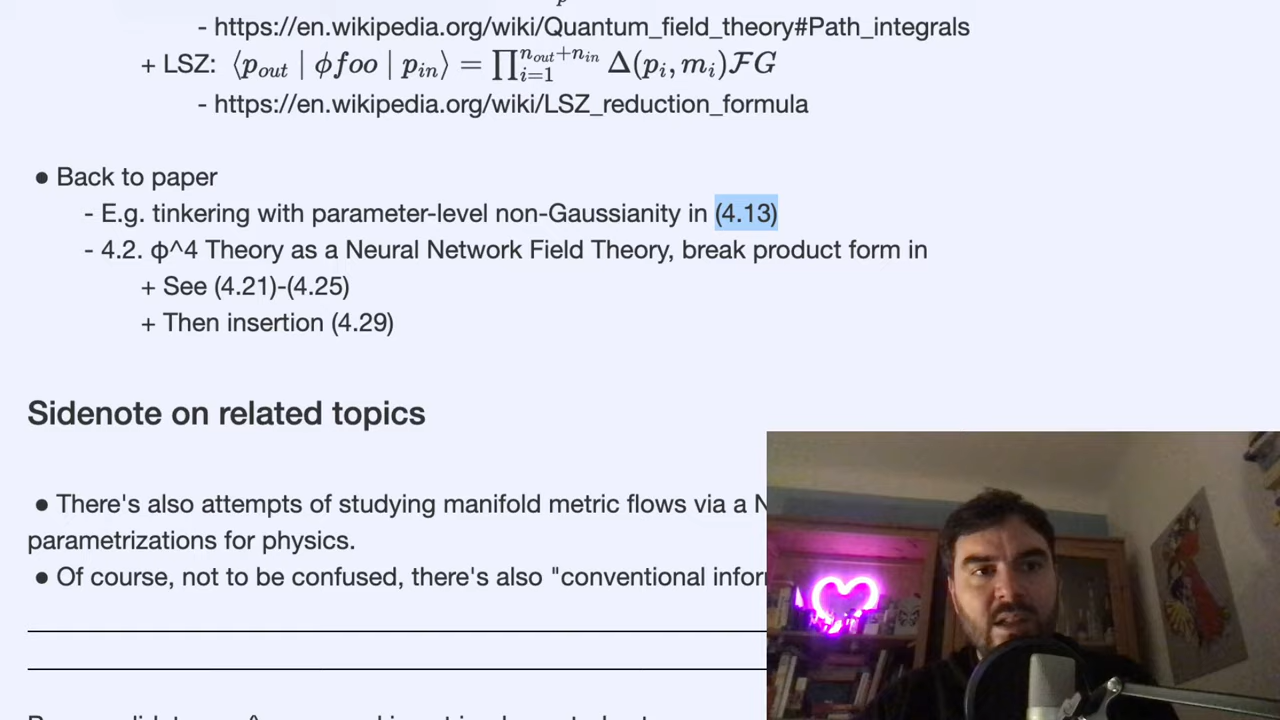 - https://en.wikipedia.org/wiki/Quantum_field_theory#Path_integrals
+ LSZ: ⟨p_out | ϕfoo | p_in⟩ = ∏_{i=1}^{n_out+n_in} Δ(p_i, m_i)ℱG
- https://en.wikipedia.org/wiki/LSZ_reduction_formula
● Back to paper
- E.g. tinkering with parameter-level non-Gaussianity in (4.13)
- 4.2. φ^4 Theory as a Neural Network Field Theory, break product form in
+ See (4.21)-(4.25)
+ Then insertion (4.29)
Sidenote on related topics
● There's also attempts of studying manifold metric flows via a
parametrizations for physics.
● Of course, not to be confused, there's also "conventional